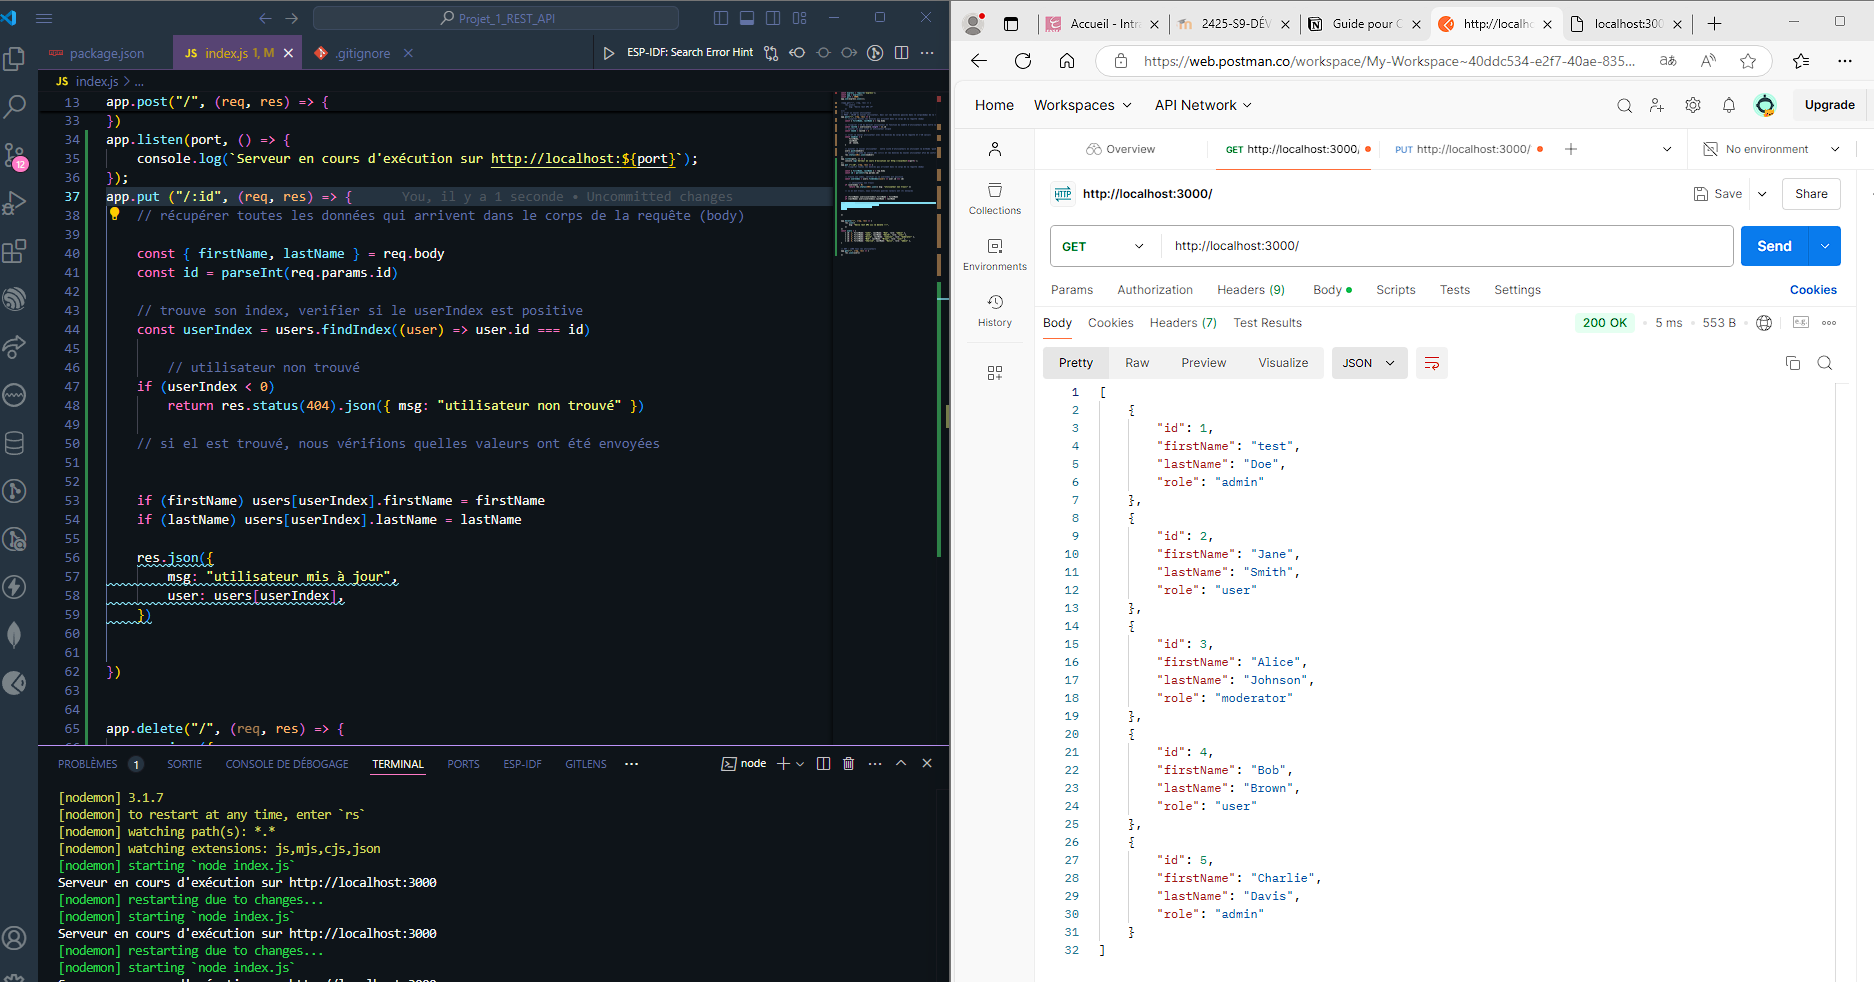 Projet_1_REST_API
package.json
JS index.js 1, M
.gitignore
ESP-IDF: Search Error Hint
JS index.js > ...
13 app.post("/", (req, res) => {
33 })
34 app.listen(port, () => {
35 console.log(`Serveur en cours d'exécution sur http://localhost:${port}`);
36 });
37 app.put ("/:id", (req, res) => { You, il y a 1 seconde • Uncommitted changes
38 // récupérer toutes les données qui arrivent dans le corps de la requête (body)
39
40 const { firstName, lastName } = req.body
41 const id = parseInt(req.params.id)
42
43 // trouve son index, verifier si le userIndex est positive
44 const userIndex = users.findIndex((user) => user.id === id)
45
46 // utilisateur non trouvé
47 if (userIndex < 0)
48 return res.status(404).json({ msg: "utilisateur non trouvé" })
49
50 // si el est trouvé, nous vérifions quelles valeurs ont été envoyées
51
52
53 if (firstName) users[userIndex].firstName = firstName
54 if (lastName) users[userIndex].lastName = lastName
55
56 res.json({
57 msg: "utilisateur mis à jour",
58 user: users[userIndex],
59 })
60
61
62 })
63
64
65 app.delete("/", (req, res) => {
12
PROBLÈMES 1 SORTIE CONSOLE DE DÉBOGAGE TERMINAL PORTS ESP-IDF GITLENS ···
node
[nodemon] 3.1.7
[nodemon] to restart at any time, enter `rs`
[nodemon] watching path(s): *.*
[nodemon] watching extensions: js,mjs,cjs,json
[nodemon] starting `node index.js`
Serveur en cours d'exécution sur http://localhost:3000
[nodemon] restarting due to changes...
[nodemon] starting `node index.js`
Serveur en cours d'exécution sur http://localhost:3000
[nodemon] restarting due to changes...
[nodemon] starting `node index.js`
Serveur en cours d'exécution sur http://localhost:3000
Accueil - Intr
2425-S9-DÉV
Guide pour C
http://localho
localhost:300
https://web.postman.co/workspace/My-Workspace~40ddc534-e2f7-40ae-835...
Home Workspaces API Network
Upgrade
Overview
GET http://localhost:3000/
PUT http://localhost:3000/
No environment
Collections
Environments
History
HTTP http://localhost:3000/
Save
Share
GET http://localhost:3000/
Send
Params Authorization Headers (9) Body Scripts Tests Settings
Cookies
Body Cookies Headers (7) Test Results
200 OK • 5 ms • 553 B
e.g.
Pretty Raw Preview Visualize JSON
1 [
2 {
3 "id": 1,
4 "firstName": "test",
5 "lastName": "Doe",
6 "role": "admin"
7 },
8 {
9 "id": 2,
10 "firstName": "Jane",
11 "lastName": "Smith",
12 "role": "user"
13 },
14 {
15 "id": 3,
16 "firstName": "Alice",
17 "lastName": "Johnson",
18 "role": "moderator"
19 },
20 {
21 "id": 4,
22 "firstName": "Bob",
23 "lastName": "Brown",
24 "role": "user"
25 },
26 {
27 "id": 5,
28 "firstName": "Charlie",
29 "lastName": "Davis",
30 "role": "admin"
31 }
32 ]